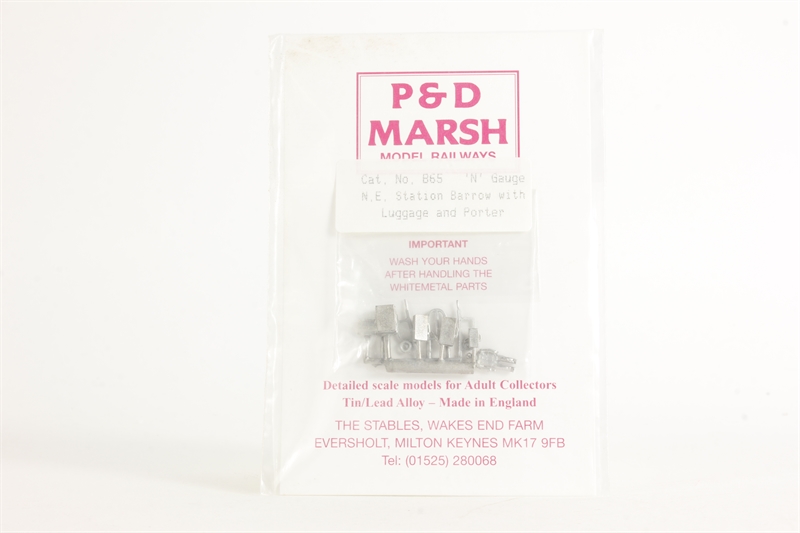 P&D
MARSH
MODEL RAILWAYS
Cat. No. B65 'N' Gauge
N.E. Station Barrow with
Luggage and Porter
IMPORTANT
WASH YOUR HANDS
AFTER HANDLING THE
WHITEMETAL PARTS
Detailed scale models for Adult Collectors
Tin/Lead Alloy – Made in England
THE STABLES, WAKES END FARM
EVERSHOLT, MILTON KEYNES MK17 9FB
Tel: (01525) 280068